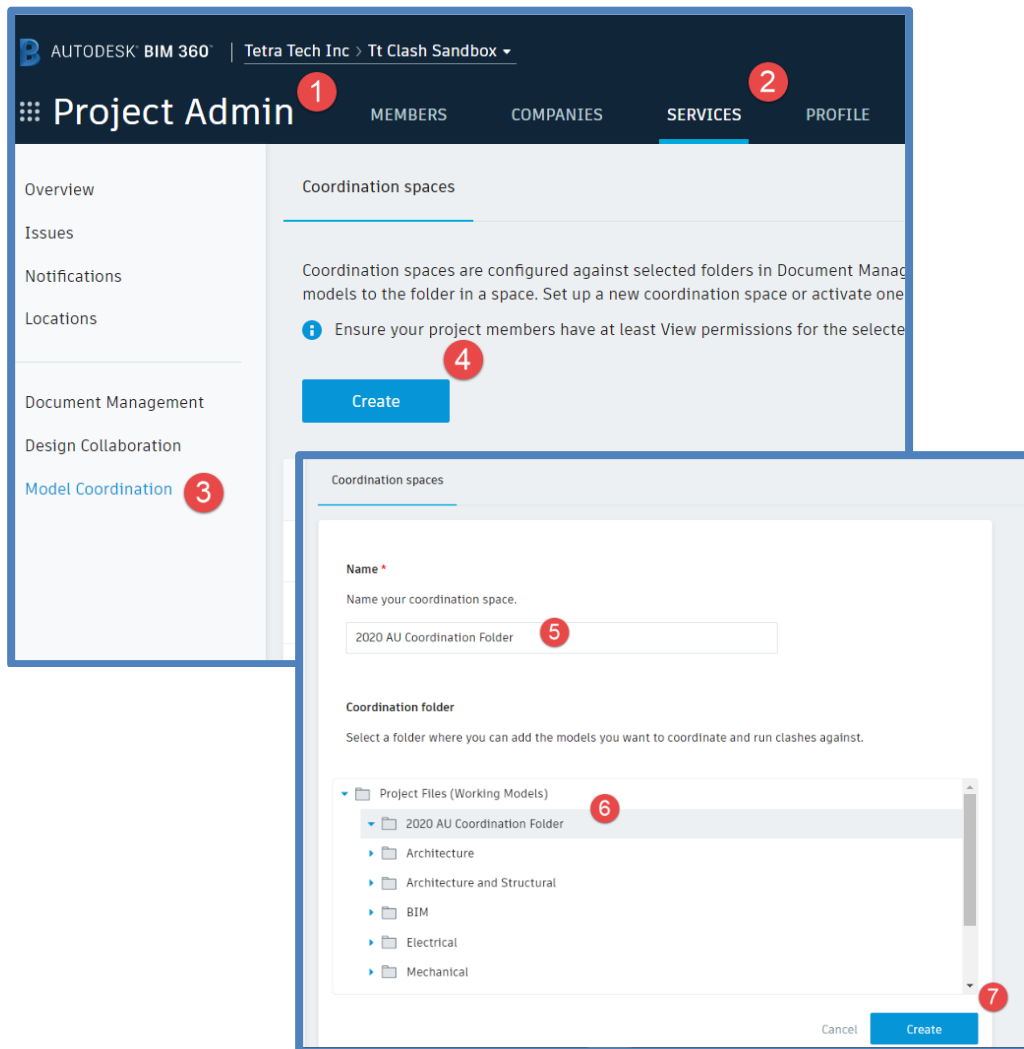 AUTODESK® BIM 360° | Tetra Tech Inc > Tt Clash Sandbox
Project Admin 1 MEMBERS COMPANIES SERVICES 2 PROFILE
Overview
Issues
Notifications
Locations
Document Management
Design Collaboration
Model Coordination 3
Coordination spaces
Coordination spaces are configured against selected folders in Document Manag
models to the folder in a space. Set up a new coordination space or activate one
Ensure your project members have at least View permissions for the selecte
4
Create
Coordination spaces
Name *
Name your coordination space.
2020 AU Coordination Folder 5
Coordination folder
Select a folder where you can add the models you want to coordinate and run clashes against.
Project Files (Working Models)
2020 AU Coordination Folder 6
Architecture
Architecture and Structural
BIM
Electrical
Mechanical
7
Cancel Create